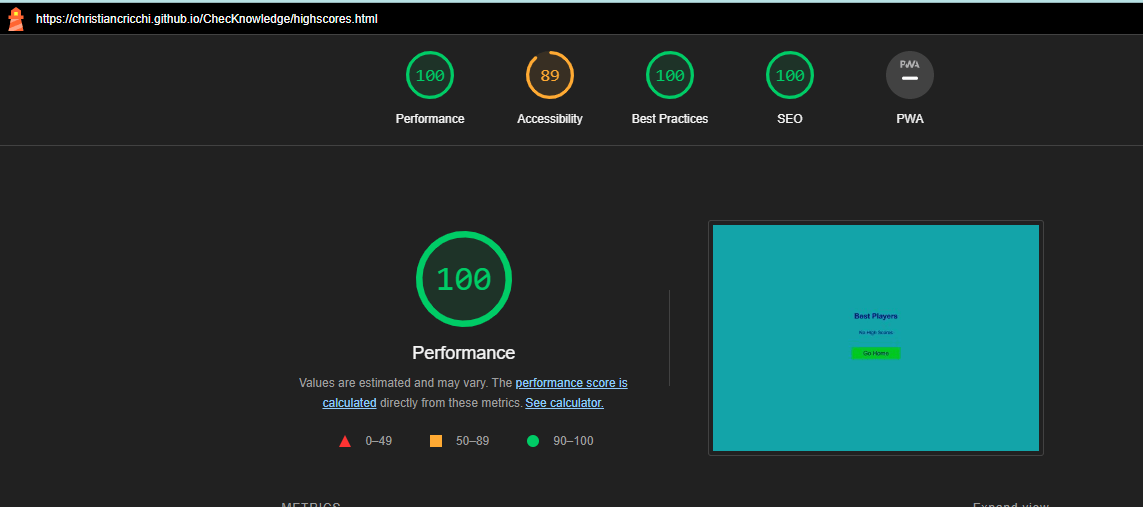 https://christiancricchi.github.io/ChecKnowledge/highscores.html
100 89 100 100 PWA
Performance Accessibility Best Practices SEO PWA
100
Performance
Values are estimated and may vary. The performance score is
calculated directly from these metrics. See calculator.
0–49 50–89 90–100
Best Players
No High Scores
Go Home
METRICS Expand view